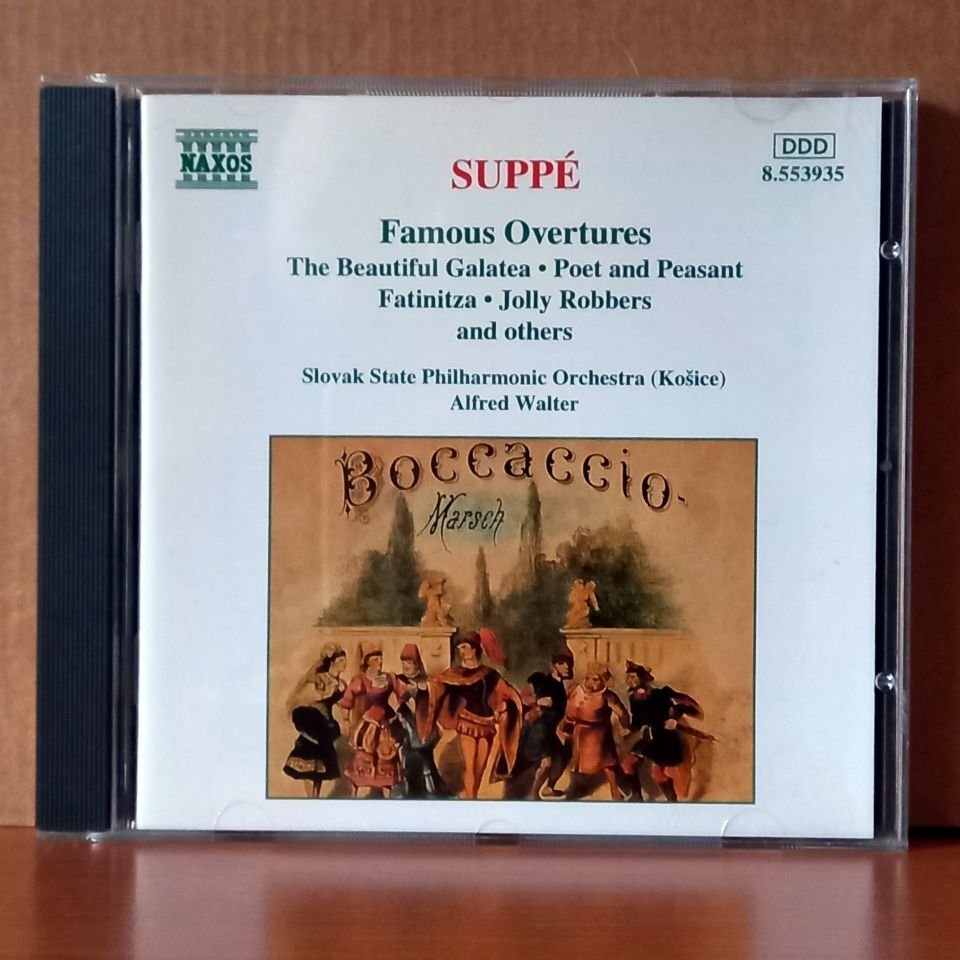 NAXOS
DDD
8.553935
SUPPÉ
Famous Overtures
The Beautiful Galatea • Poet and Peasant
Fatinitza • Jolly Robbers
and others
Slovak State Philharmonic Orchestra (Košice)
Alfred Walter
Boccaccio-
Marsch